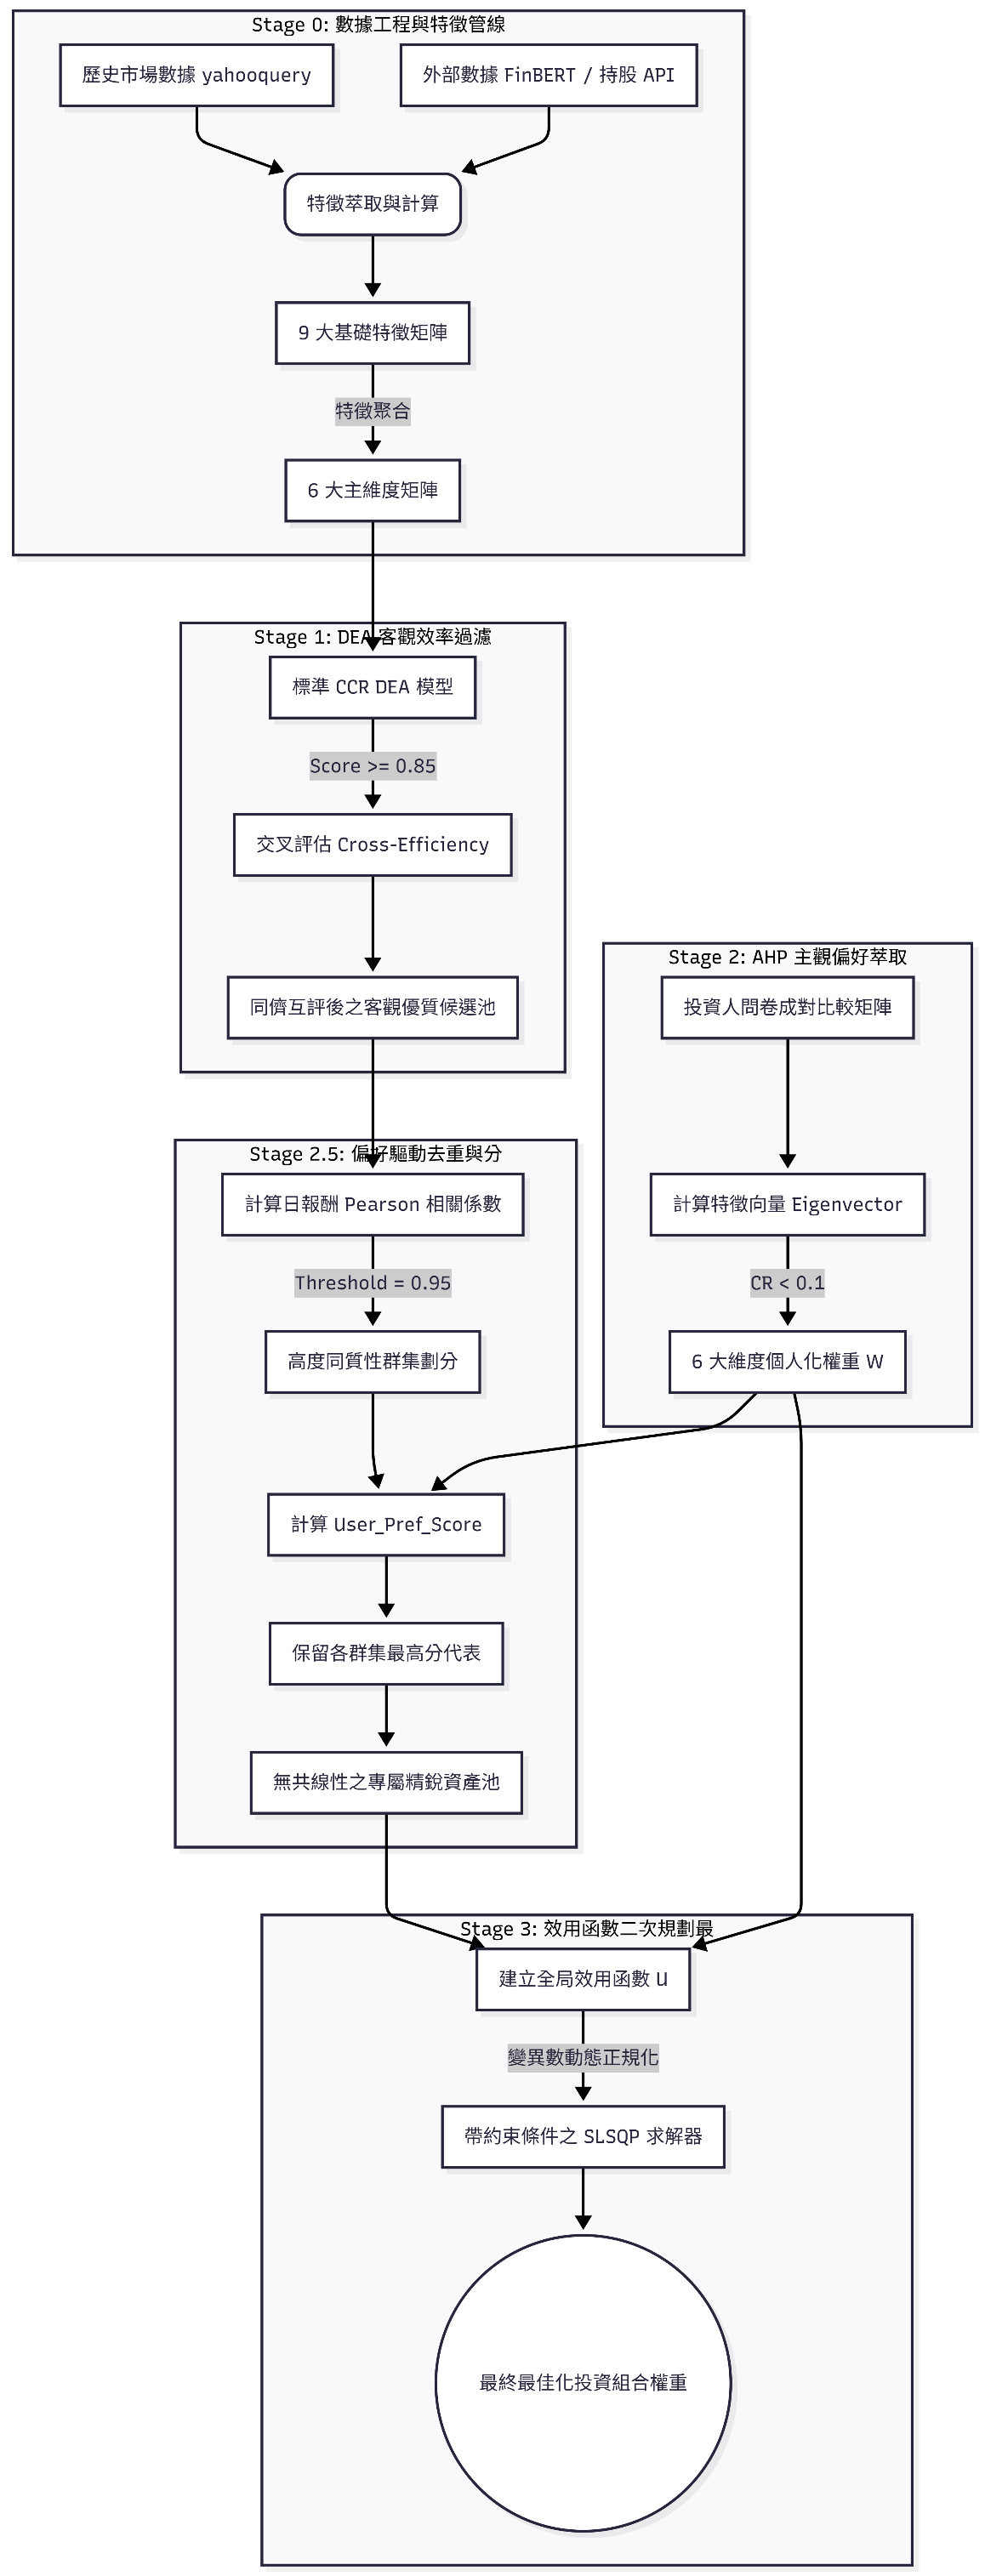 Stage 0: 數據工程與特徵管線
歷史市場數據 yahooquery
外部數據 FinBERT / 持股 API
特徵萃取與計算
9 大基礎特徵矩陣
特徵聚合
6 大主維度矩陣
Stage 1: DEA 客觀效率過濾
標準 CCR DEA 模型
Score >= 0.85
交叉評估 Cross-Efficiency
同儕互評後之客觀優質候選池
Stage 2: AHP 主觀偏好萃取
投資人問卷成對比較矩陣
計算特徵向量 Eigenvector
CR < 0.1
6 大維度個人化權重 W
Stage 2.5: 偏好驅動去重與分
計算日報酬 Pearson 相關係數
Threshold = 0.95
高度同質性群集劃分
計算 User_Pref_Score
保留各群集最高分代表
無共線性之專屬精銳資產池
Stage 3: 效用函數二次規劃最
建立全局效用函數 U
變異數動態正規化
帶約束條件之 SLSQP 求解器
最終最佳化投資組合權重